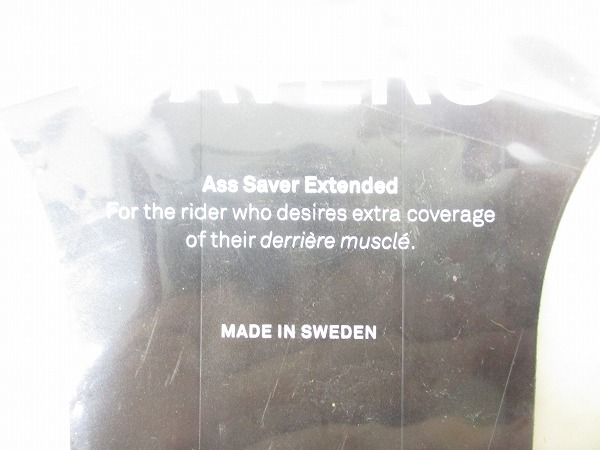 Ass Saver Extended
For the rider who desires extra coverage
of their derrière musclé.
MADE IN SWEDEN